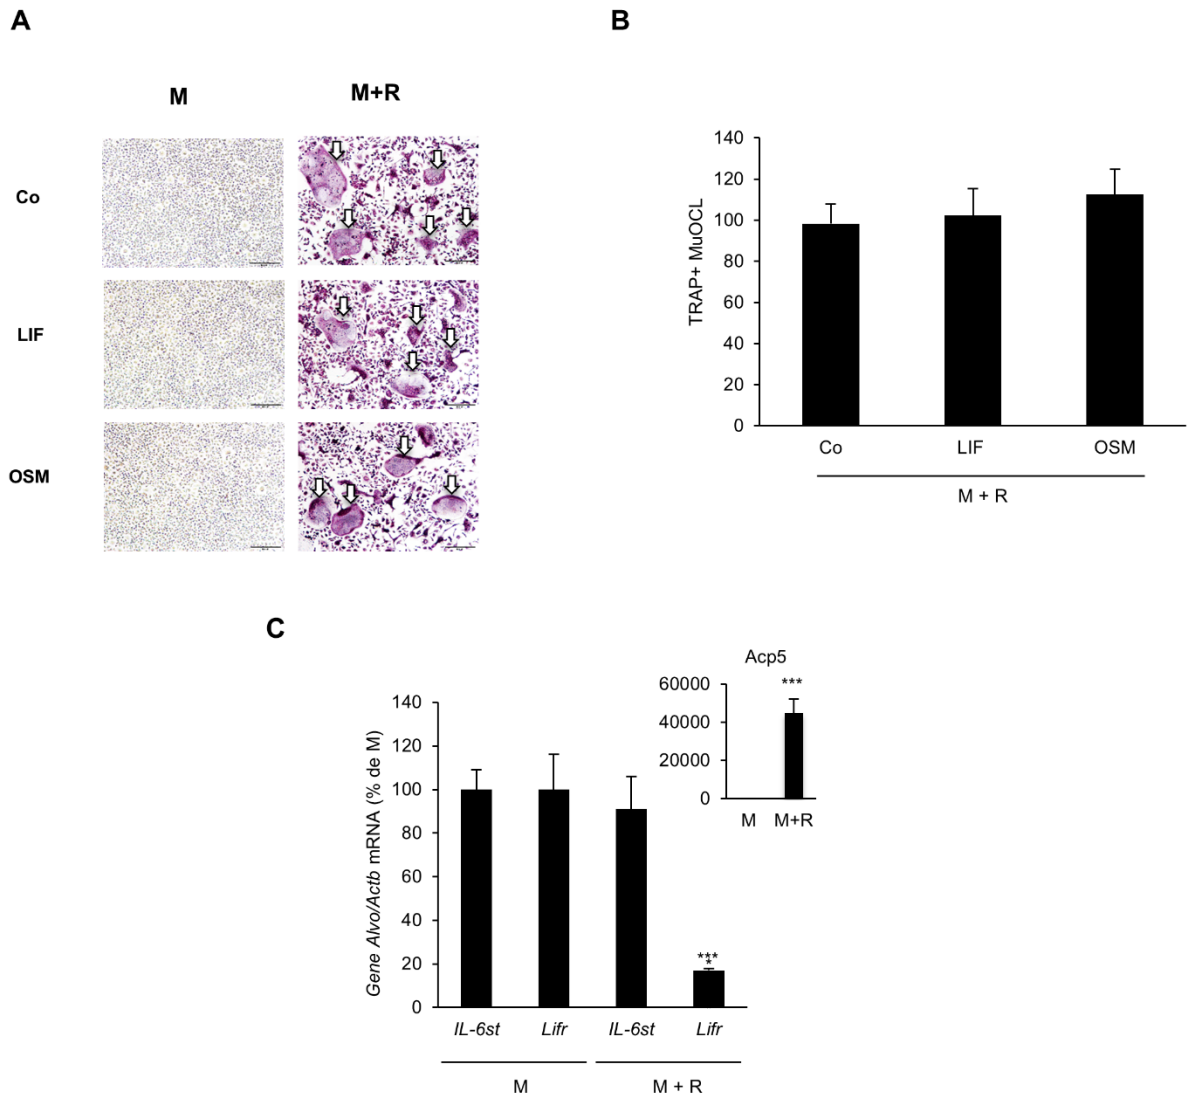 A
B
M
M+R
Co
LIF
OSM
TRAP+ MuOCL
140
120
100
80
60
40
20
0
Co
LIF
OSM
M + R
C
Acp5
60000
40000
20000
0
***
M
M+R
Gene Alvo/Actb mRNA (% de M)
140
120
100
80
60
40
20
0
***
*
IL-6st
Lifr
IL-6st
Lifr
M
M + R